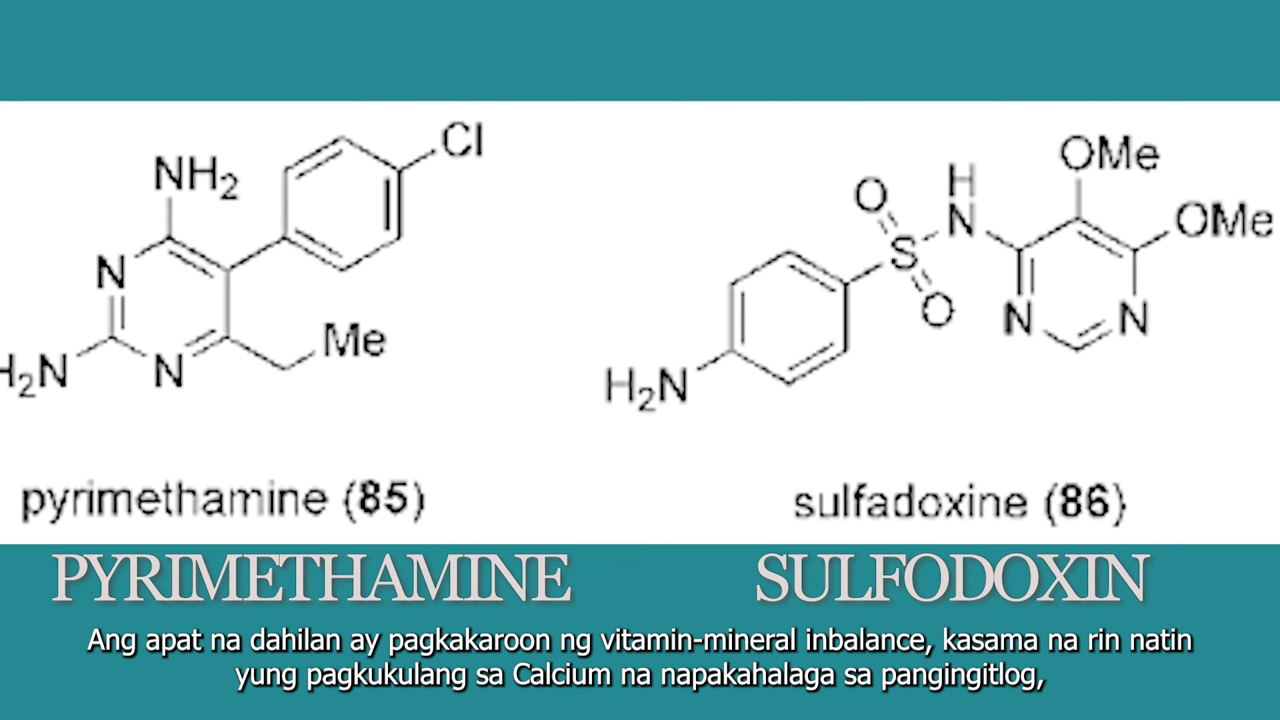 Cl
NH2
N
H2N
N
Me
pyrimethamine (85)
OMe
H
O
N
OMe
S
O
N
N
H2N
sulfadoxine (86)
PYRIMETHAMINE
SULFODOXIN
Ang apat na dahilan ay pagkakaroon ng vitamin-mineral inbalance, kasama na rin natin
yung pagkukulang sa Calcium na napakahalaga sa pangingitlog,